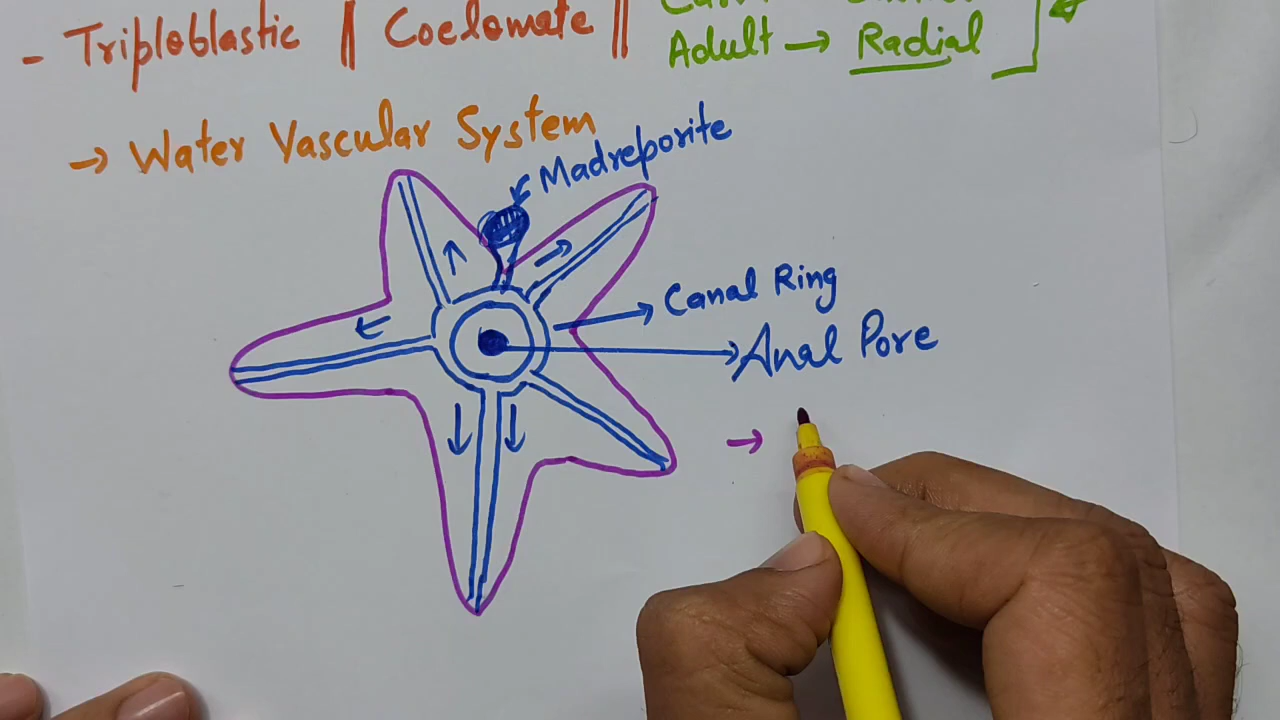 - Triploblastic || Coelomate ||
Adult → Radial
→ Water Vascular System
Madreporite
Canal Ring
Anal Pore
→